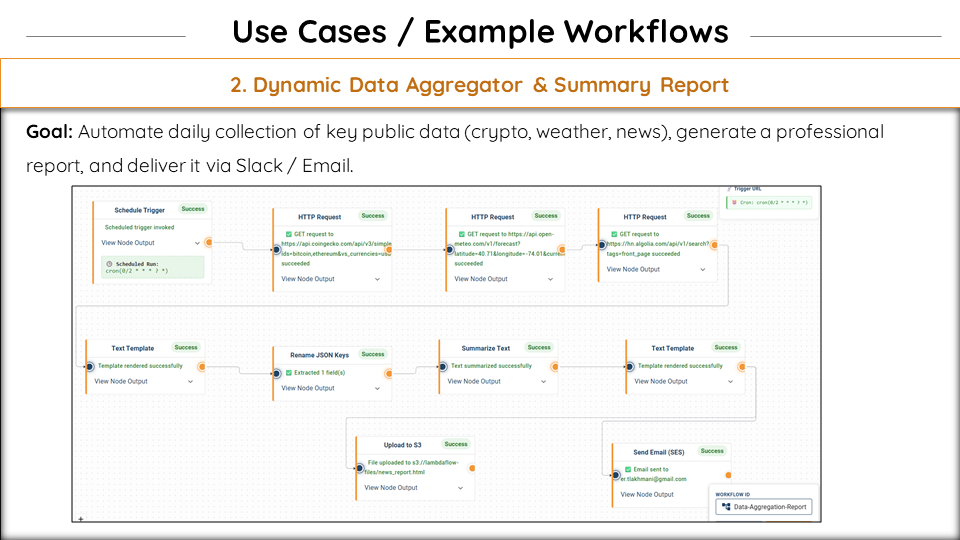 Use Cases / Example Workflows
2. Dynamic Data Aggregator & Summary Report
Goal: Automate daily collection of key public data (crypto, weather, news), generate a professional
report, and deliver it via Slack / Email.
Trigger URL
Cron: cron(0/2 * * * ? *)
Schedule Trigger
Success
Scheduled trigger invoked
View Node Output
Scheduled Run:
cron(0/2 * * * ? *)
HTTP Request
Success
GET request to
https://api.coingecko.com/api/v3/simple
ids=bitcoin,ethereum&vs_currencies=usd
succeeded
View Node Output
HTTP Request
Success
GET request to https://api.open-
meteo.com/v1/forecast?
latitude=40.71&longitude=-74.01&curre
succeeded
View Node Output
HTTP Request
Success
GET request to
https://hn.algolia.com/api/v1/search?
tags=front_page succeeded
View Node Output
Text Template
Success
Template rendered successfully
View Node Output
Rename JSON Keys
Success
Extracted 1 field(s)
View Node Output
Summarize Text
Success
Text summarized successfully
View Node Output
Text Template
Success
Template rendered successfully
View Node Output
Upload to S3
Success
File uploaded to s3://lambdaflow-
files/news_report.html
View Node Output
Send Email (SES)
Success
Email sent to
er.tlakhmani@gmail.com
View Node Output
WORKFLOW ID
Data-Aggregation-Report